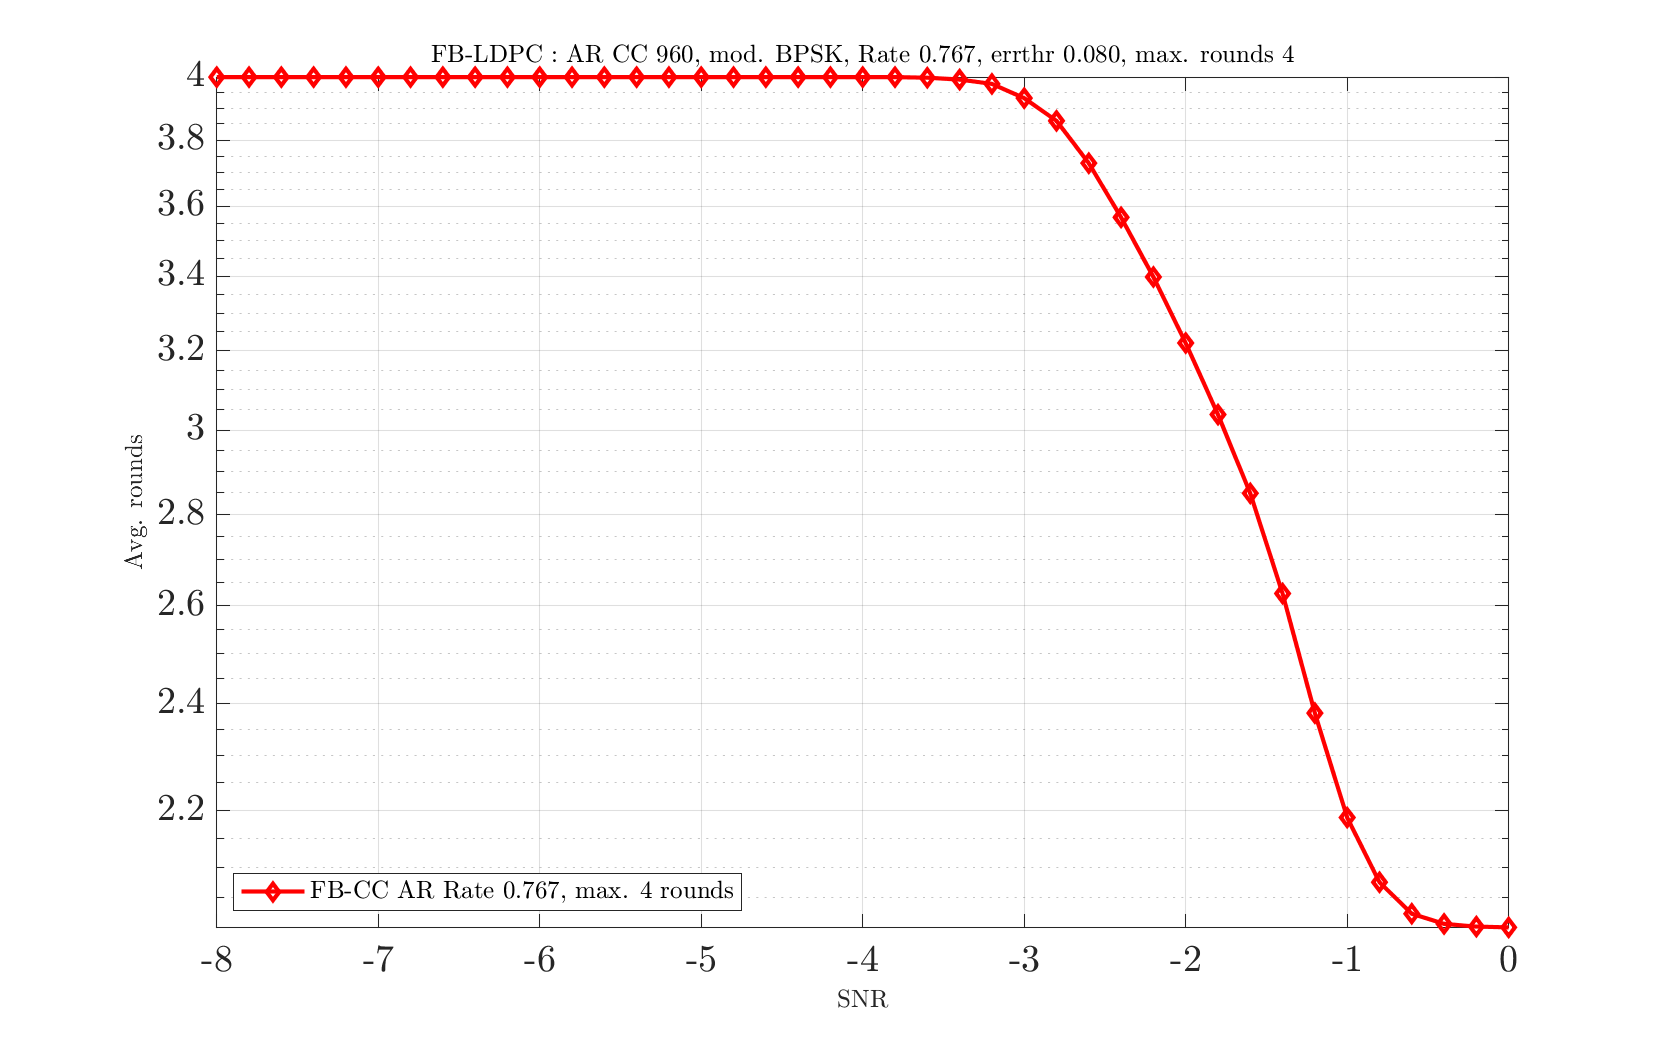 FB-LDPC : AR CC 960, mod. BPSK, Rate 0.767, errthr 0.080, max. rounds 4
4
3.8
3.6
3.4
3.2
3
2.8
2.6
2.4
2.2
Avg. rounds
FB-CC AR Rate 0.767, max. 4 rounds
-8 -7 -6 -5 -4 -3 -2 -1 0
SNR